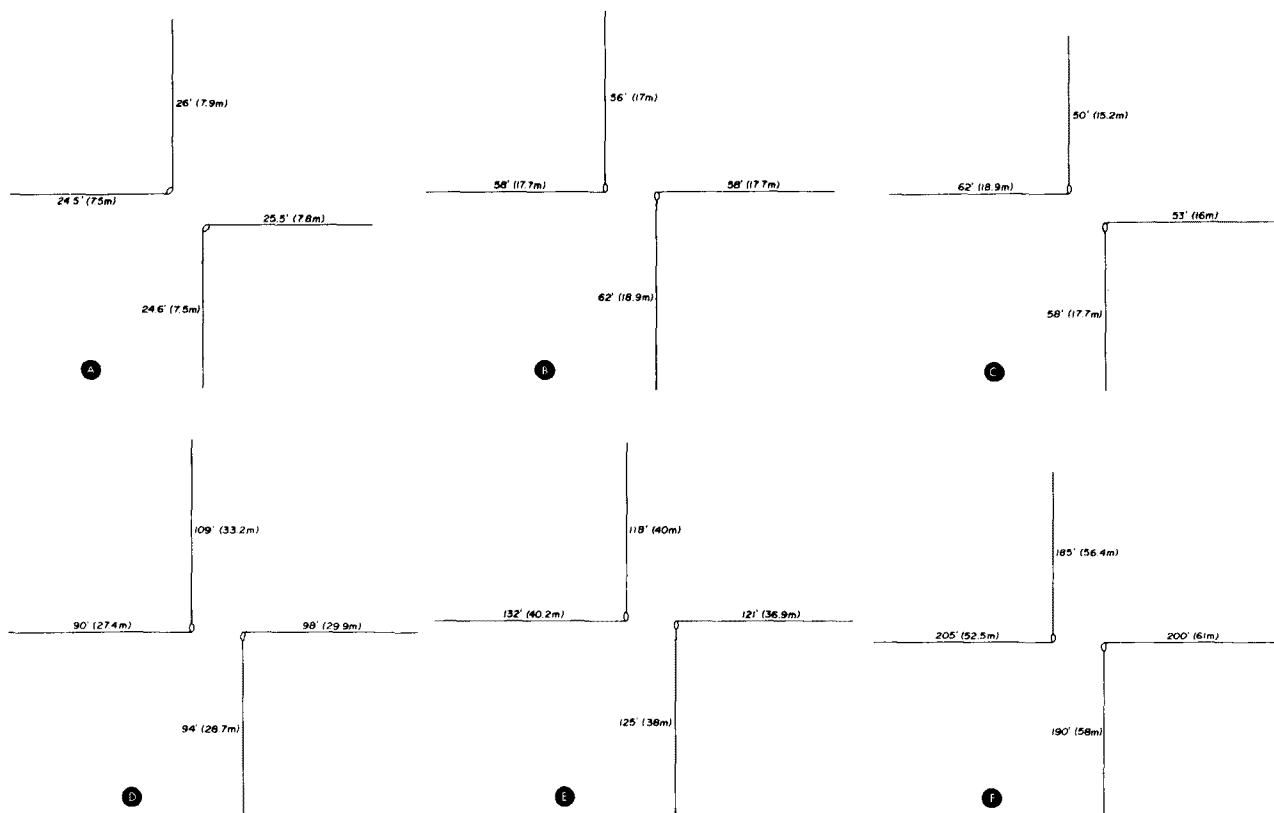 26' (7.9m)
24.5' (7.5m)
25.5' (7.8m)
24.6' (7.5m)
A
56' (17m)
58' (17.7m)
58' (17.7m)
62' (18.9m)
B
50' (15.2m)
62' (18.9m)
53' (16m)
58' (17.7m)
C
109' (33.2m)
90' (27.4m)
98' (29.9m)
94' (28.7m)
D
118' (40m)
132' (40.2m)
121' (36.9m)
125' (38m)
E
185' (56.4m)
205' (52.5m)
200' (61m)
190' (58m)
F